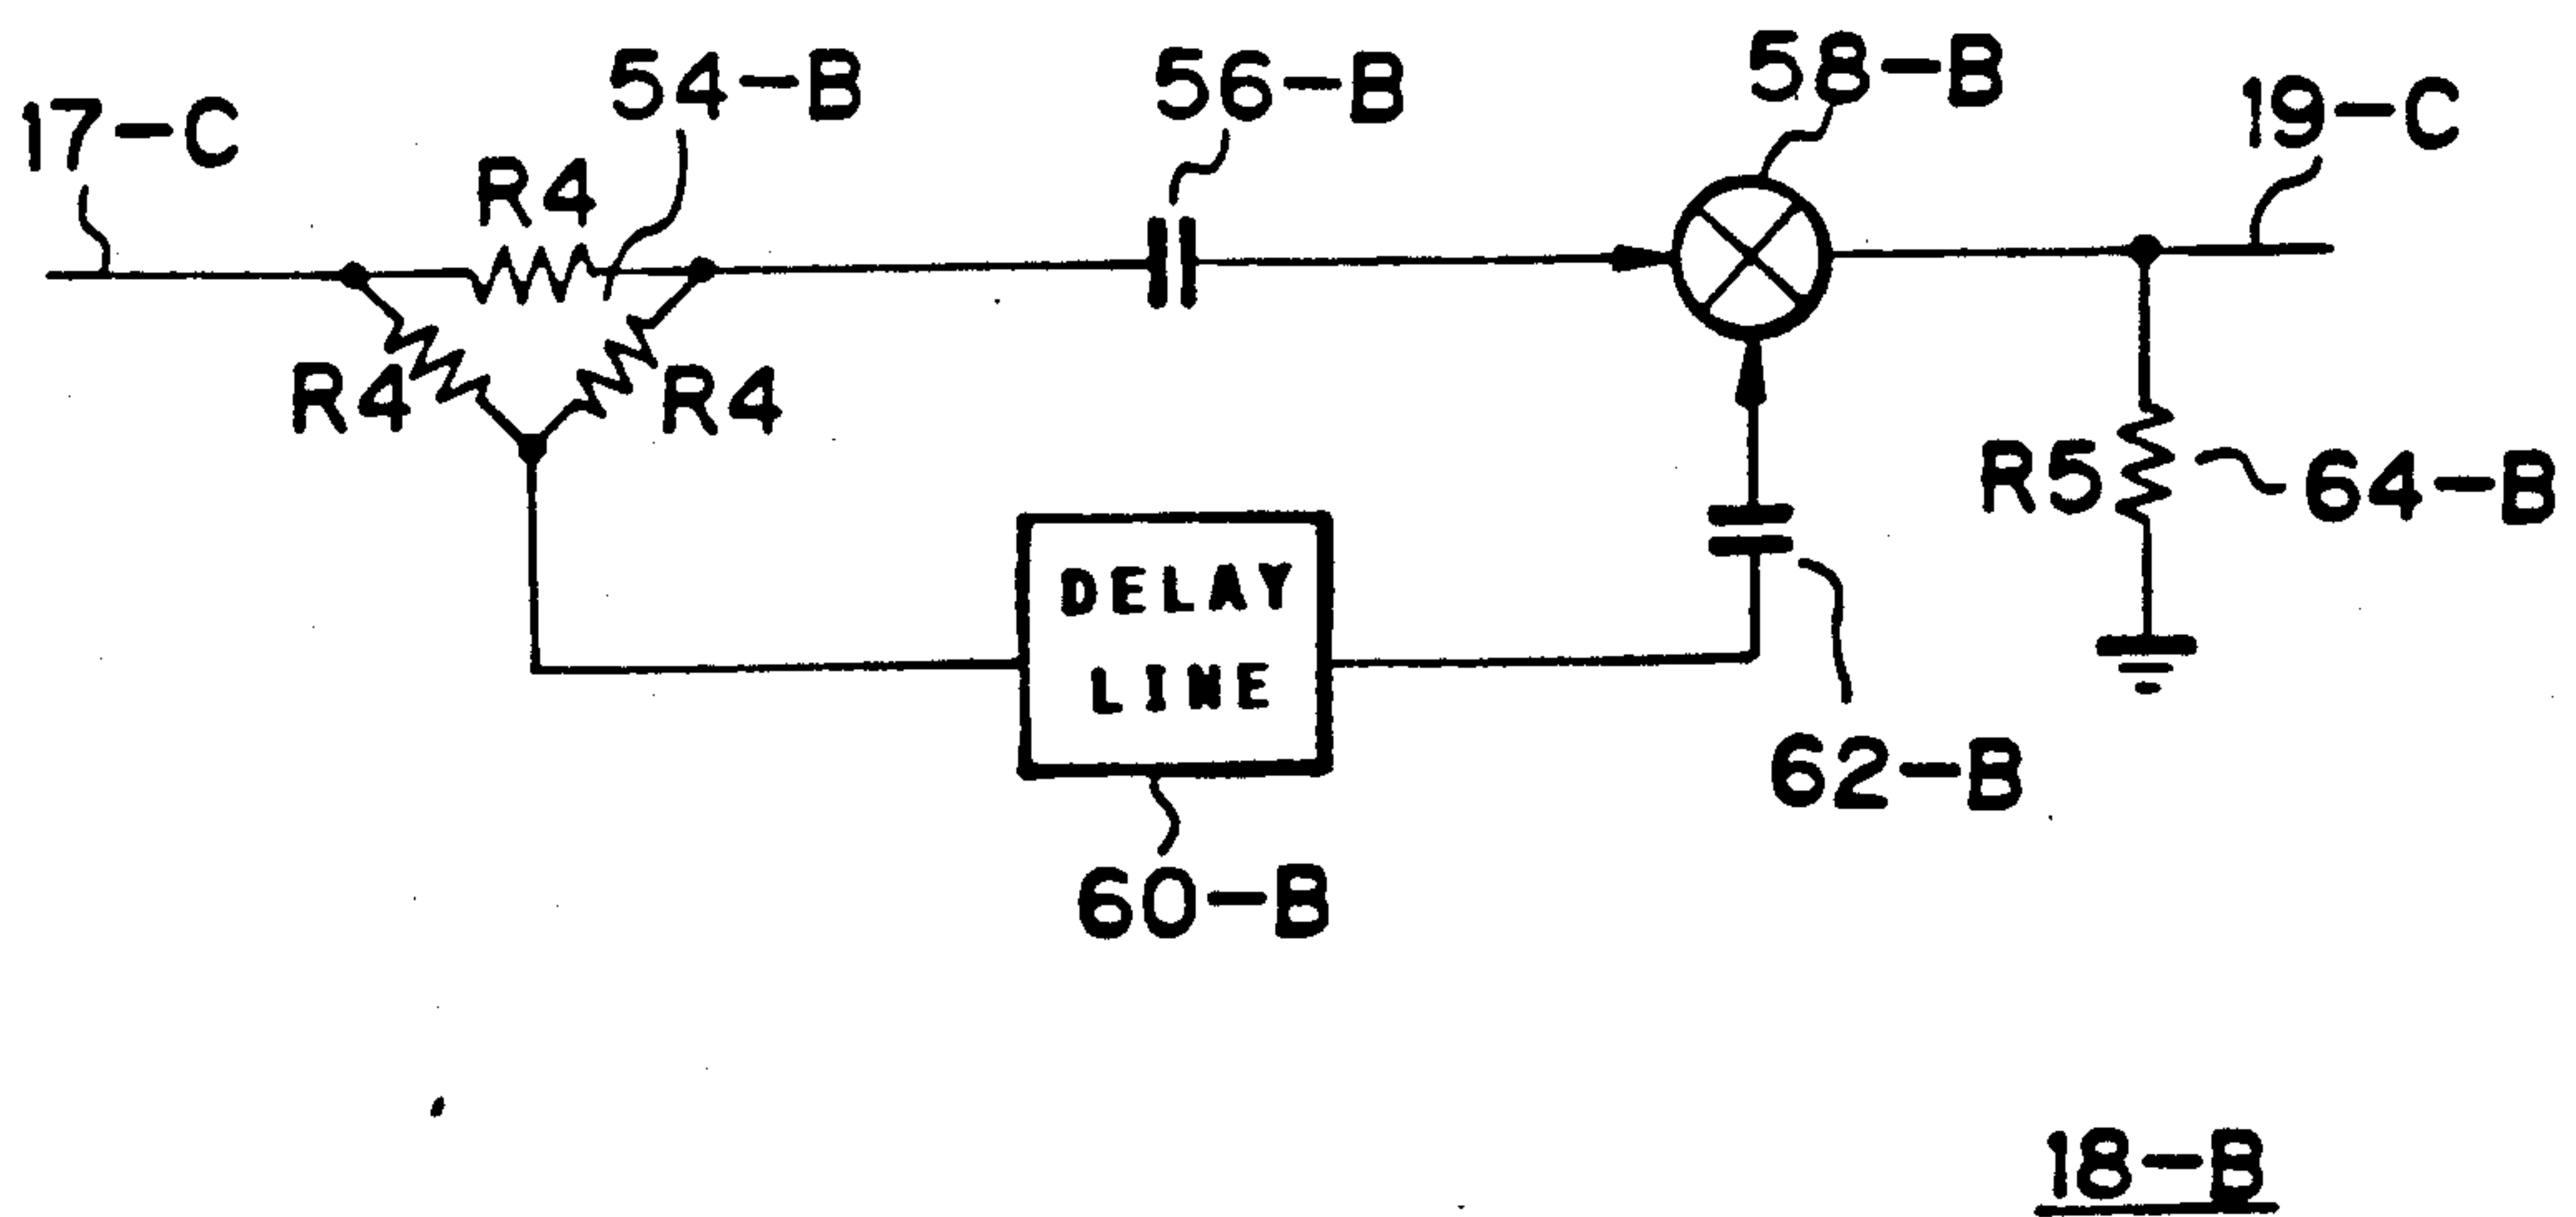 17-C
54-B
56-B
58-B
19-C
R4
R4
R4
R5
64-B
DELAY
LINE
62-B
60-B
18-B